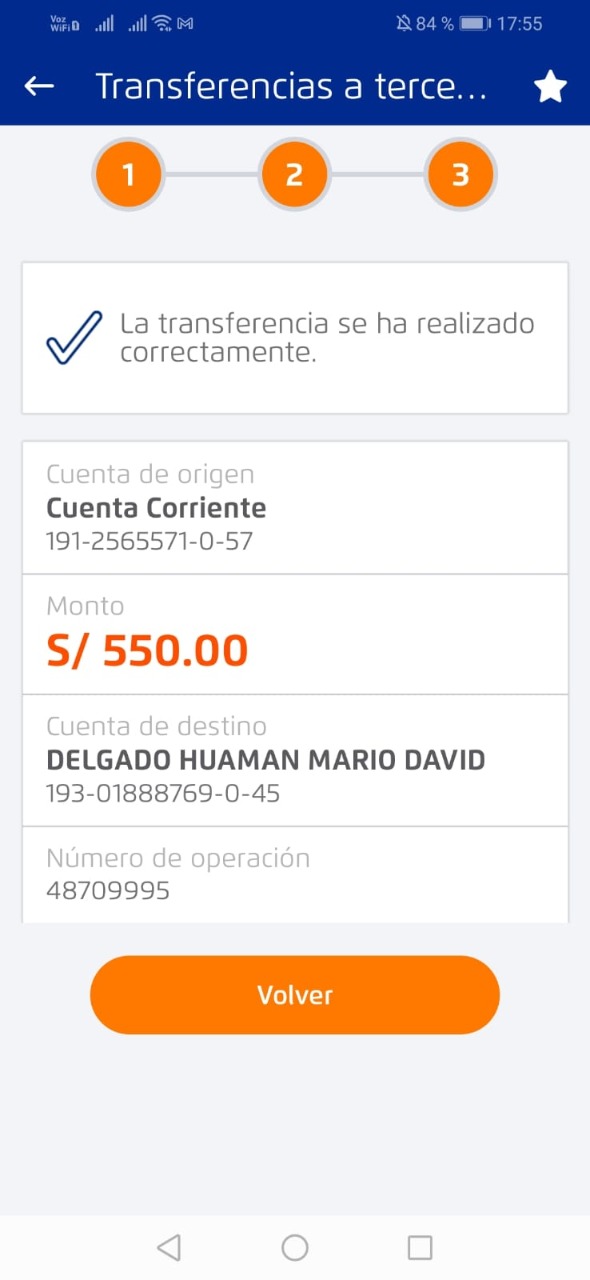 Voz
WiFi 1
84 %
17:55
Transferencias a terce...
1
2
3
La transferencia se ha realizado
correctamente.
Cuenta de origen
Cuenta Corriente
191-2565571-0-57
Monto
S/ 550.00
Cuenta de destino
DELGADO HUAMAN MARIO DAVID
193-01888769-0-45
Número de operación
48709995
Volver